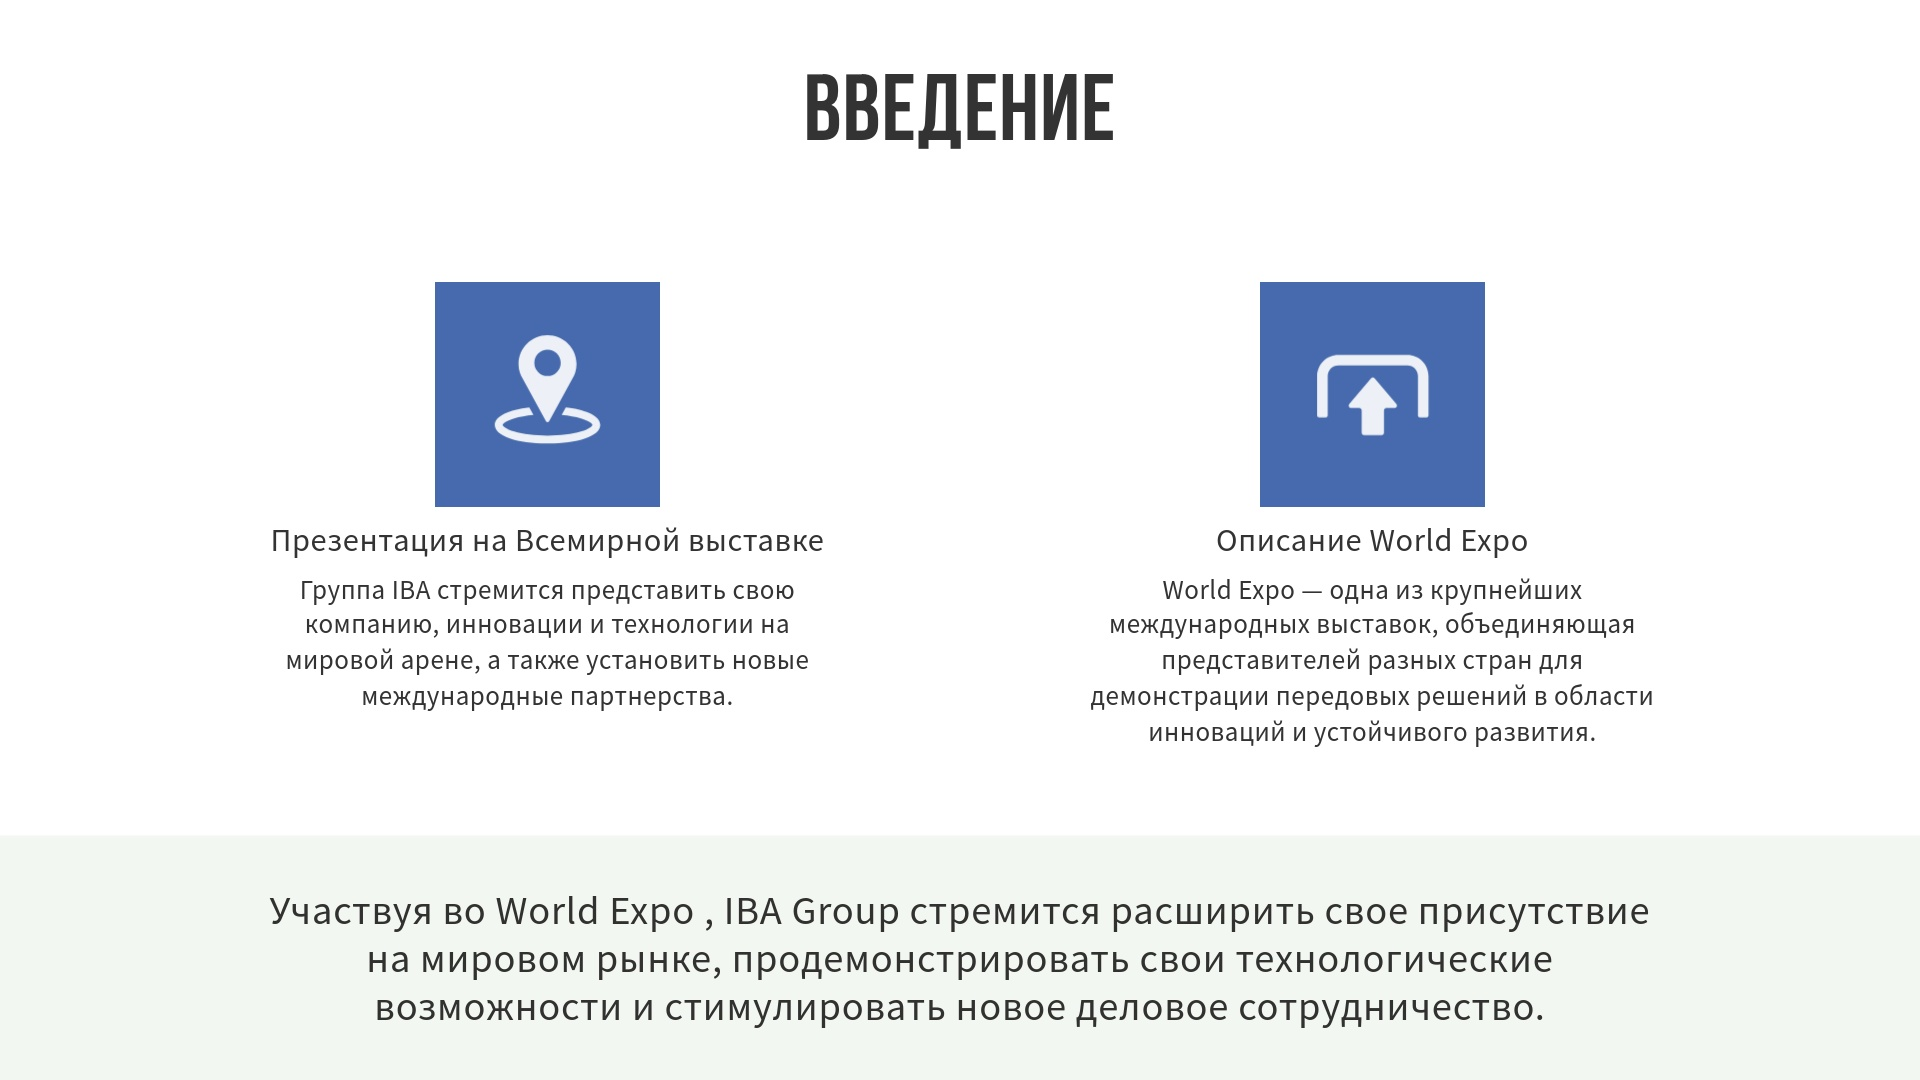 ВВЕДЕНИЕ
Презентация на Всемирной выставке
Группа IBA стремится представить свою
компанию, инновации и технологии на
мировой арене, а также установить новые
международные партнерства.
Описание World Expo
World Expo — одна из крупнейших
международных выставок, объединяющая
представителей разных стран для
демонстрации передовых решений в области
инноваций и устойчивого развития.
Участвуя во World Expo , IBA Group стремится расширить свое присутствие
на мировом рынке, продемонстрировать свои технологические
возможности и стимулировать новое деловое сотрудничество.